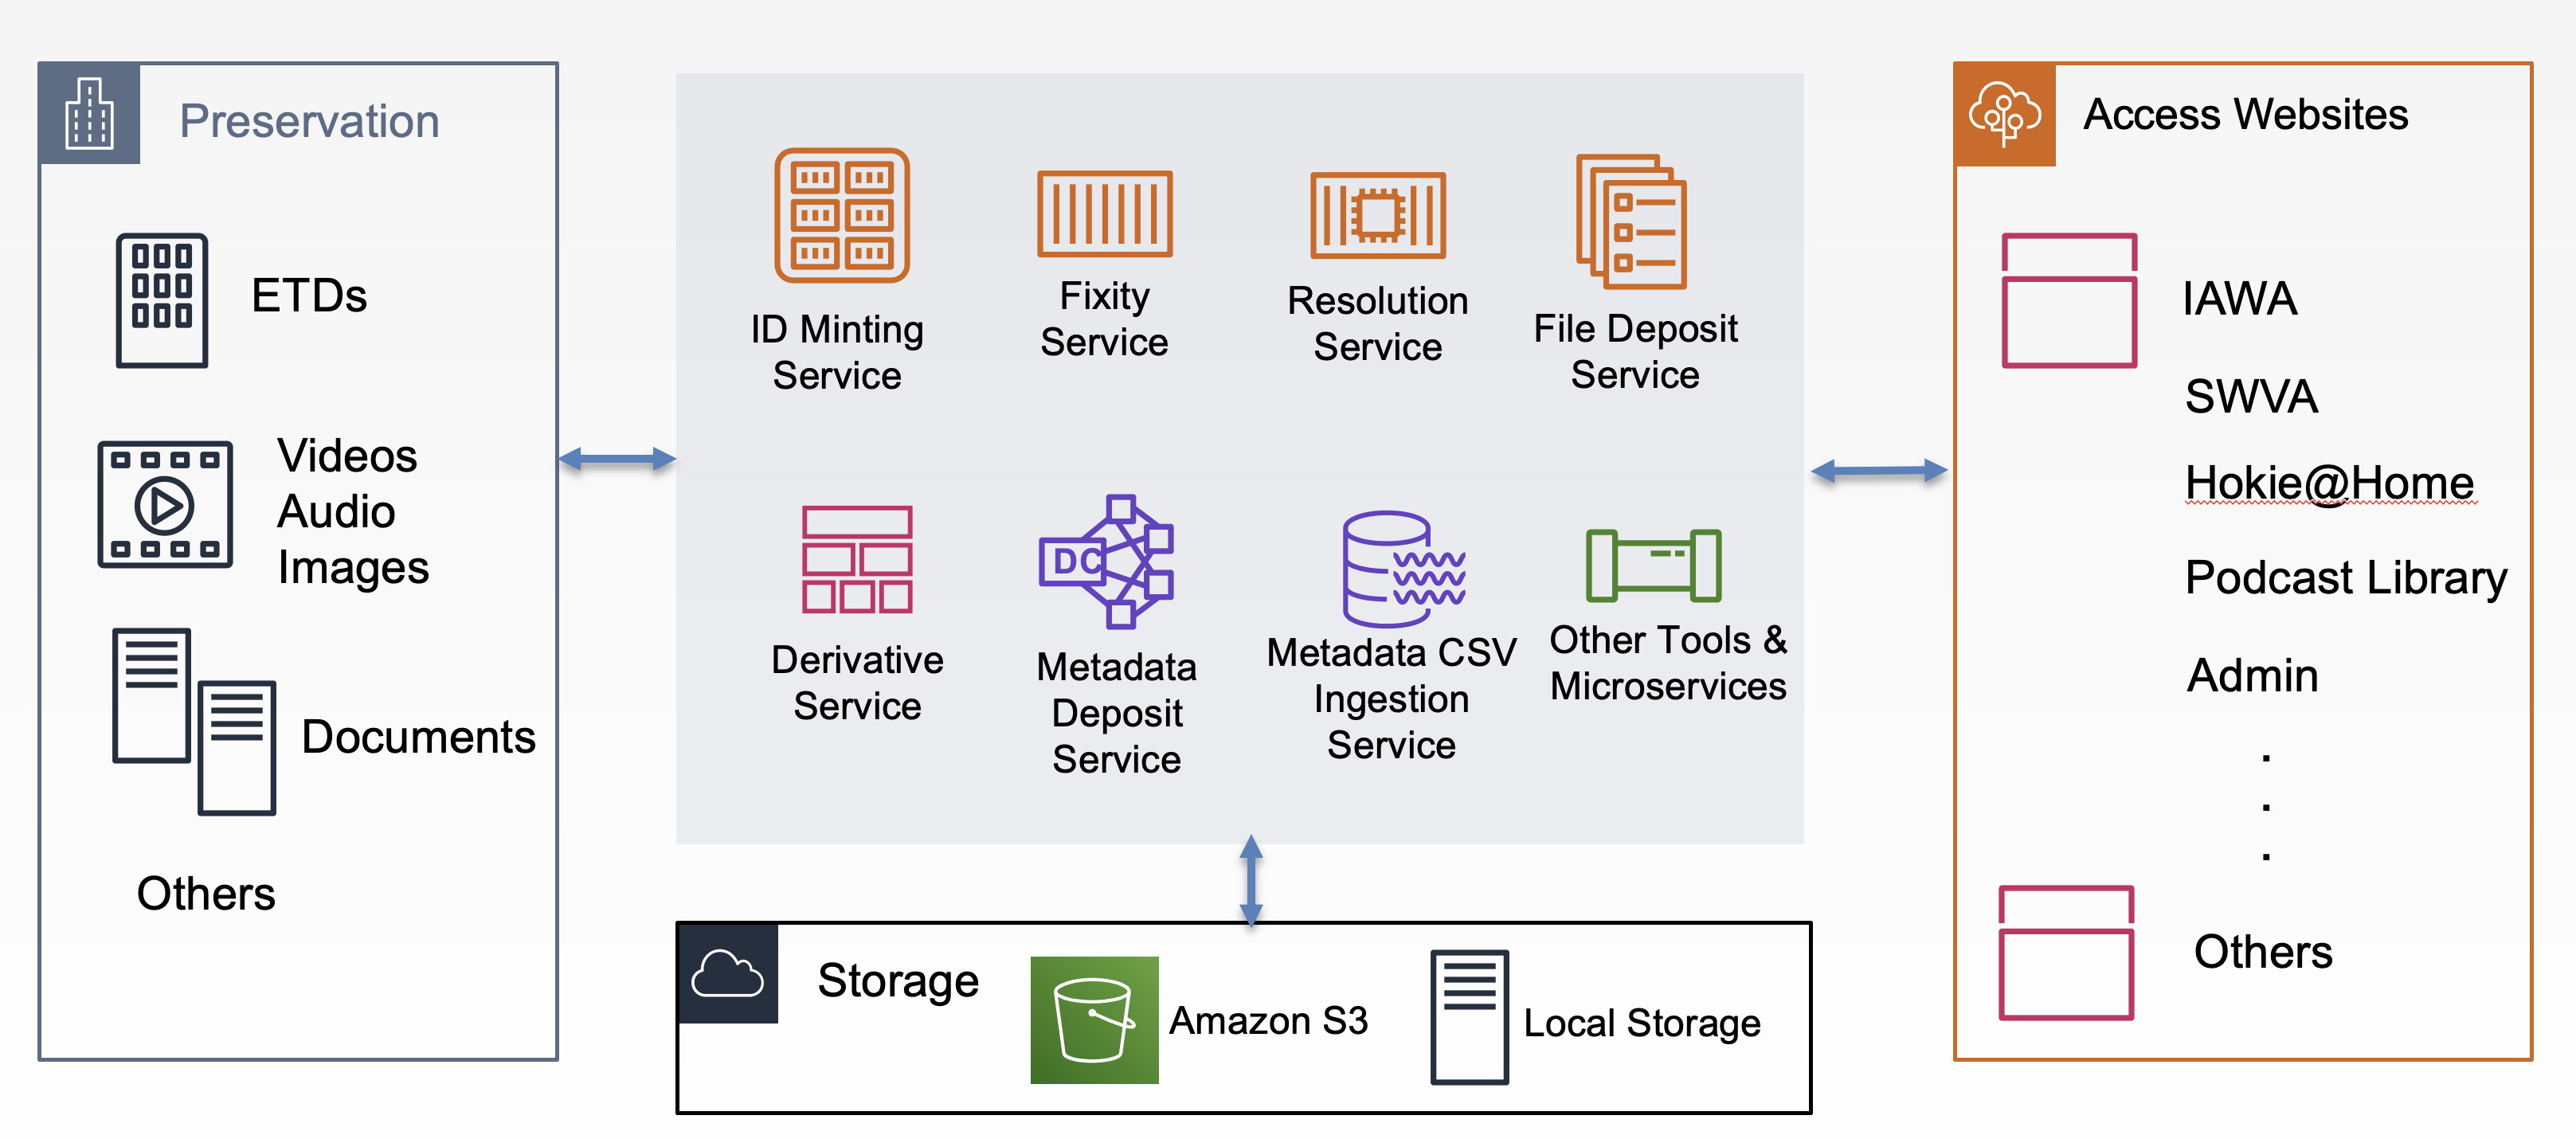 Preservation
ETDs
Videos
Audio
Images
Documents
Others
ID Minting
Service
Fixity
Service
Resolution
Service
File Deposit
Service
Derivative
Service
DC
Metadata
Deposit
Service
Metadata CSV
Ingestion
Service
Other Tools &
Microservices
Storage
Amazon S3
Local Storage
Access Websites
IAWA
SWVA
Hokie@Home
Podcast Library
Admin
.
.
.
Others